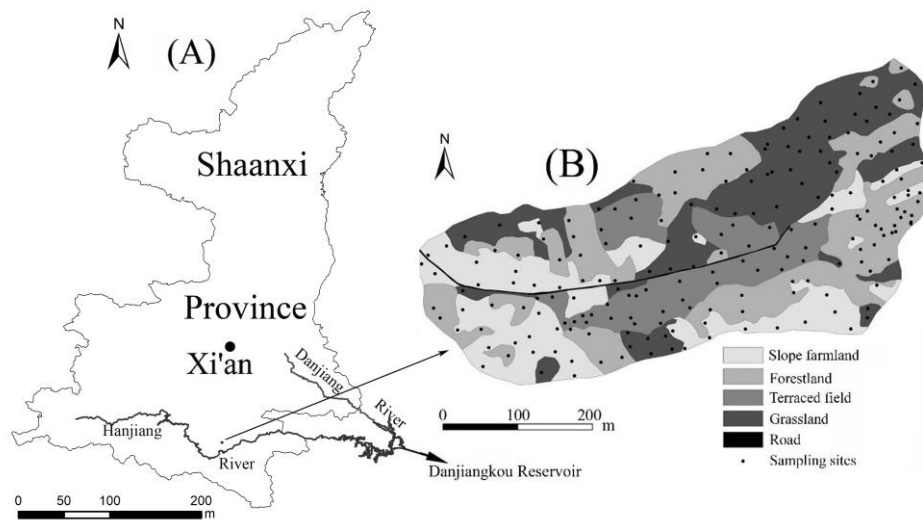 N
(A)
Shaanxi
Province
Xi'an
Danjiang
River
Hanjiang
River
Danjiangkou Reservoir
0 50 100 200
m
N
(B)
Slope farmland
Forestland
Terraced field
Grassland
Road
Sampling sites
0 100 200
m